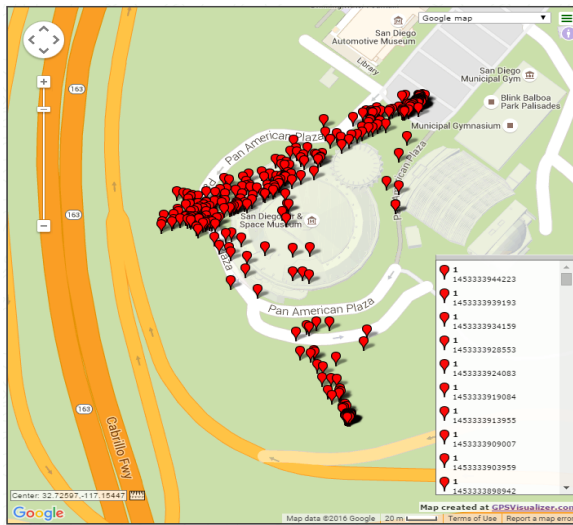 Google map
San Diego
Automotive Museum
Library
163
San Diego
Municipal Gym
Blink Balboa
Park Palisades
Municipal Gymnasium
Pan American Plaza
163
San Diego Air &
Space Museum
Plaza
Pan American Plaza
1
1453333944223
1
1453333939193
1
1453333934159
1
1453333928553
1
1453333924083
1
1453333919084
1
1453333913955
1
1453333909007
1
1453333903959
1
1453333898942
163
Cabrillo Fwy
Center: 32.72597,-117.15447
Map created at GPSVisualizer.com
Google
Map data ©2016 Google
20 m
Terms of Use
Report a map error